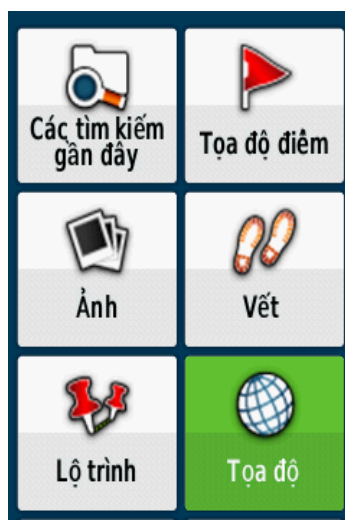 Các tìm kiếm
gần đây
Tọa độ điểm
Ảnh
Vết
Lộ trình
Tọa độ